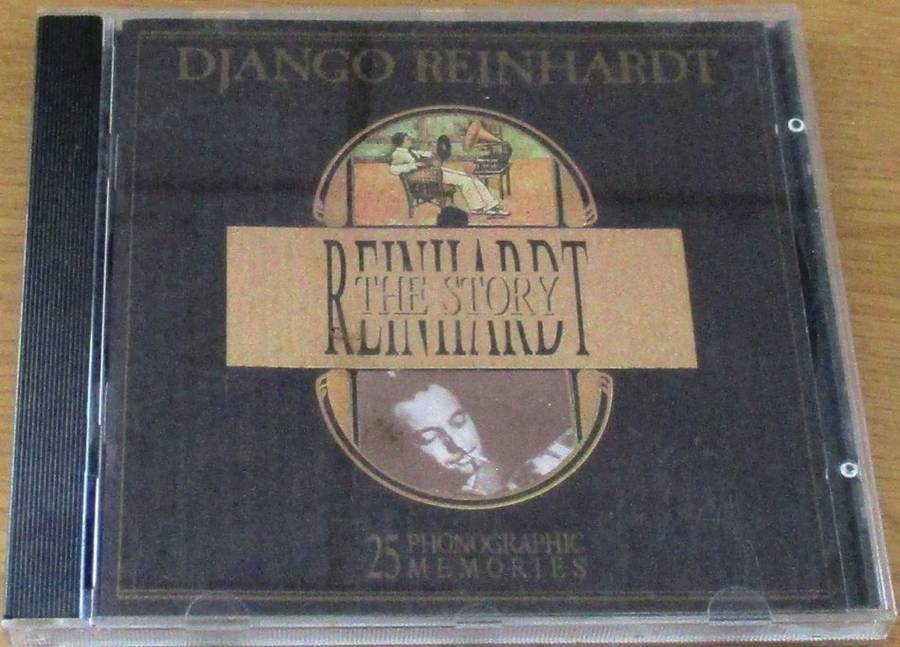 DJANGO REINHARDT
REINHARDT
THE STORY
25 PHONOGRAPHIC
MEMORIES